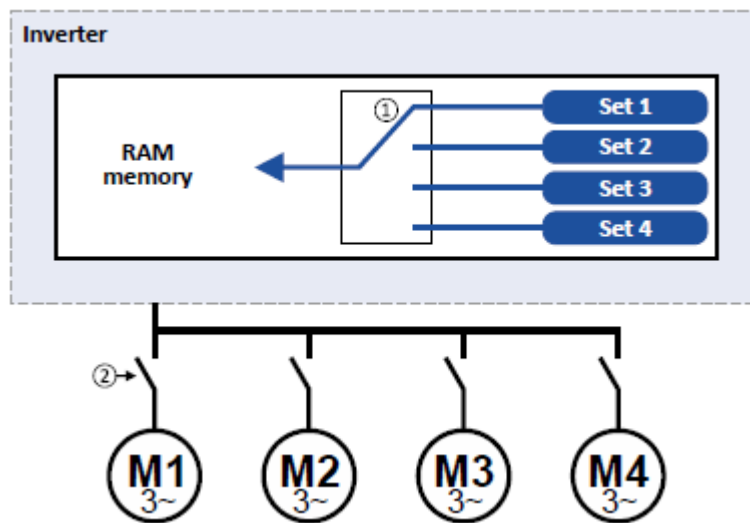 Inverter
①
Set 1
RAM
memory
Set 2
Set 3
Set 4
②
M1
3~
M2
3~
M3
3~
M4
3~